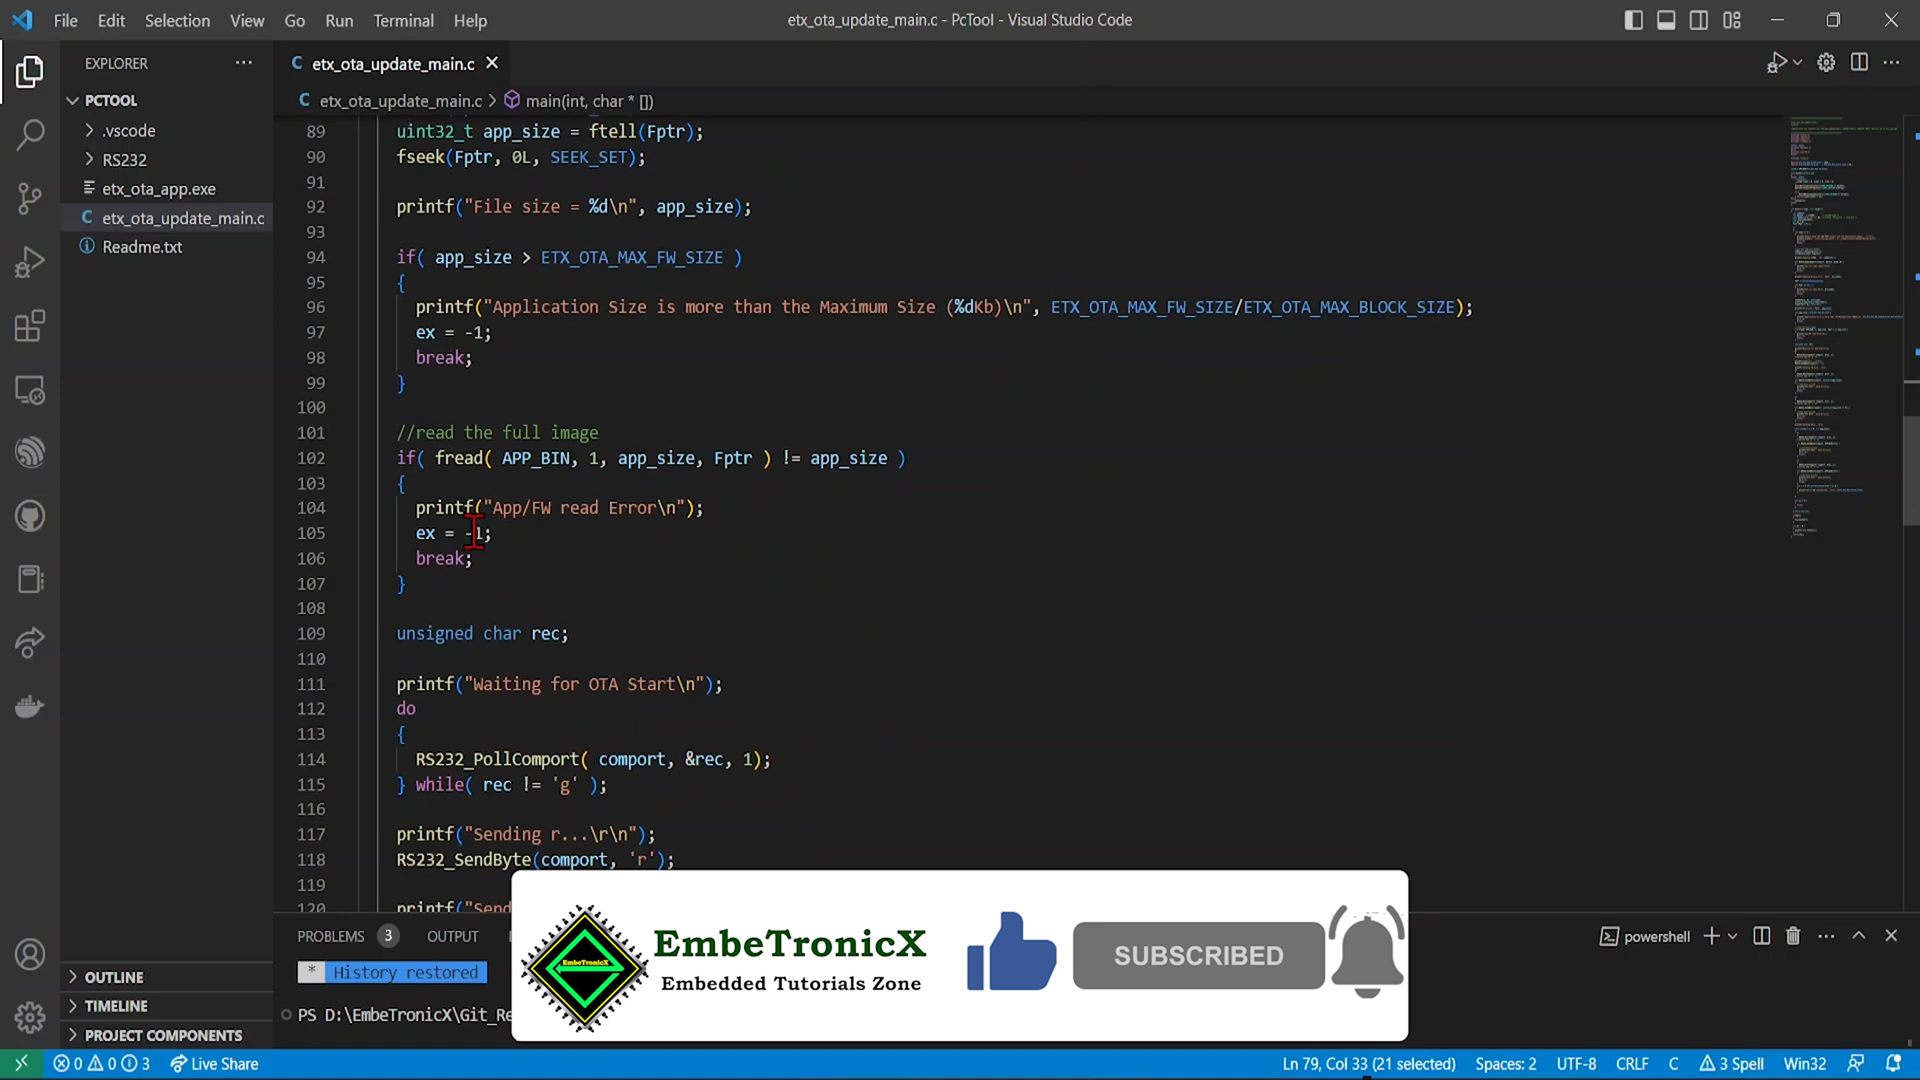 File Edit Selection View Go Run Terminal Help
etx_ota_update_main.c - PcTool - Visual Studio Code
EXPLORER
PCTOOL
.vscode
RS232
etx_ota_app.exe
C etx_ota_update_main.c
Readme.txt
OUTLINE
TIMELINE
PROJECT COMPONENTS
C etx_ota_update_main.c
C etx_ota_update_main.c > main(int, char * [])
89 uint32_t app_size = ftell(Fptr);
90 fseek(Fptr, 0L, SEEK_SET);
91
92 printf("File size = %d\n", app_size);
93
94 if( app_size > ETX_OTA_MAX_FW_SIZE )
95 {
96 printf("Application Size is more than the Maximum Size (%dKb)\n", ETX_OTA_MAX_FW_SIZE/ETX_OTA_MAX_BLOCK_SIZE);
97 ex = -1;
98 break;
99 }
100
101 //read the full image
102 if( fread( APP_BIN, 1, app_size, Fptr ) != app_size )
103 {
104 printf("App/FW read Error\n");
105 ex = -1;
106 break;
107 }
108
109 unsigned char rec;
110
111 printf("Waiting for OTA Start\n");
112 do
113 {
114 RS232_PollComport( comport, &rec, 1);
115 } while( rec != 'g' );
116
117 printf("Sending r...\r\n");
118 RS232_SendByte(comport, 'r');
119
120 printf("Send
PROBLEMS 3 OUTPUT
powershell
* History restored
PS D:\EmbeTronicX\Git_Re
EmbeTronicX
EmbeTronicX
Embedded Tutorials Zone
SUBSCRIBED
0 0 3 Live Share
Ln 79, Col 33 (21 selected) Spaces: 2 UTF-8 CRLF C 3 Spell Win32